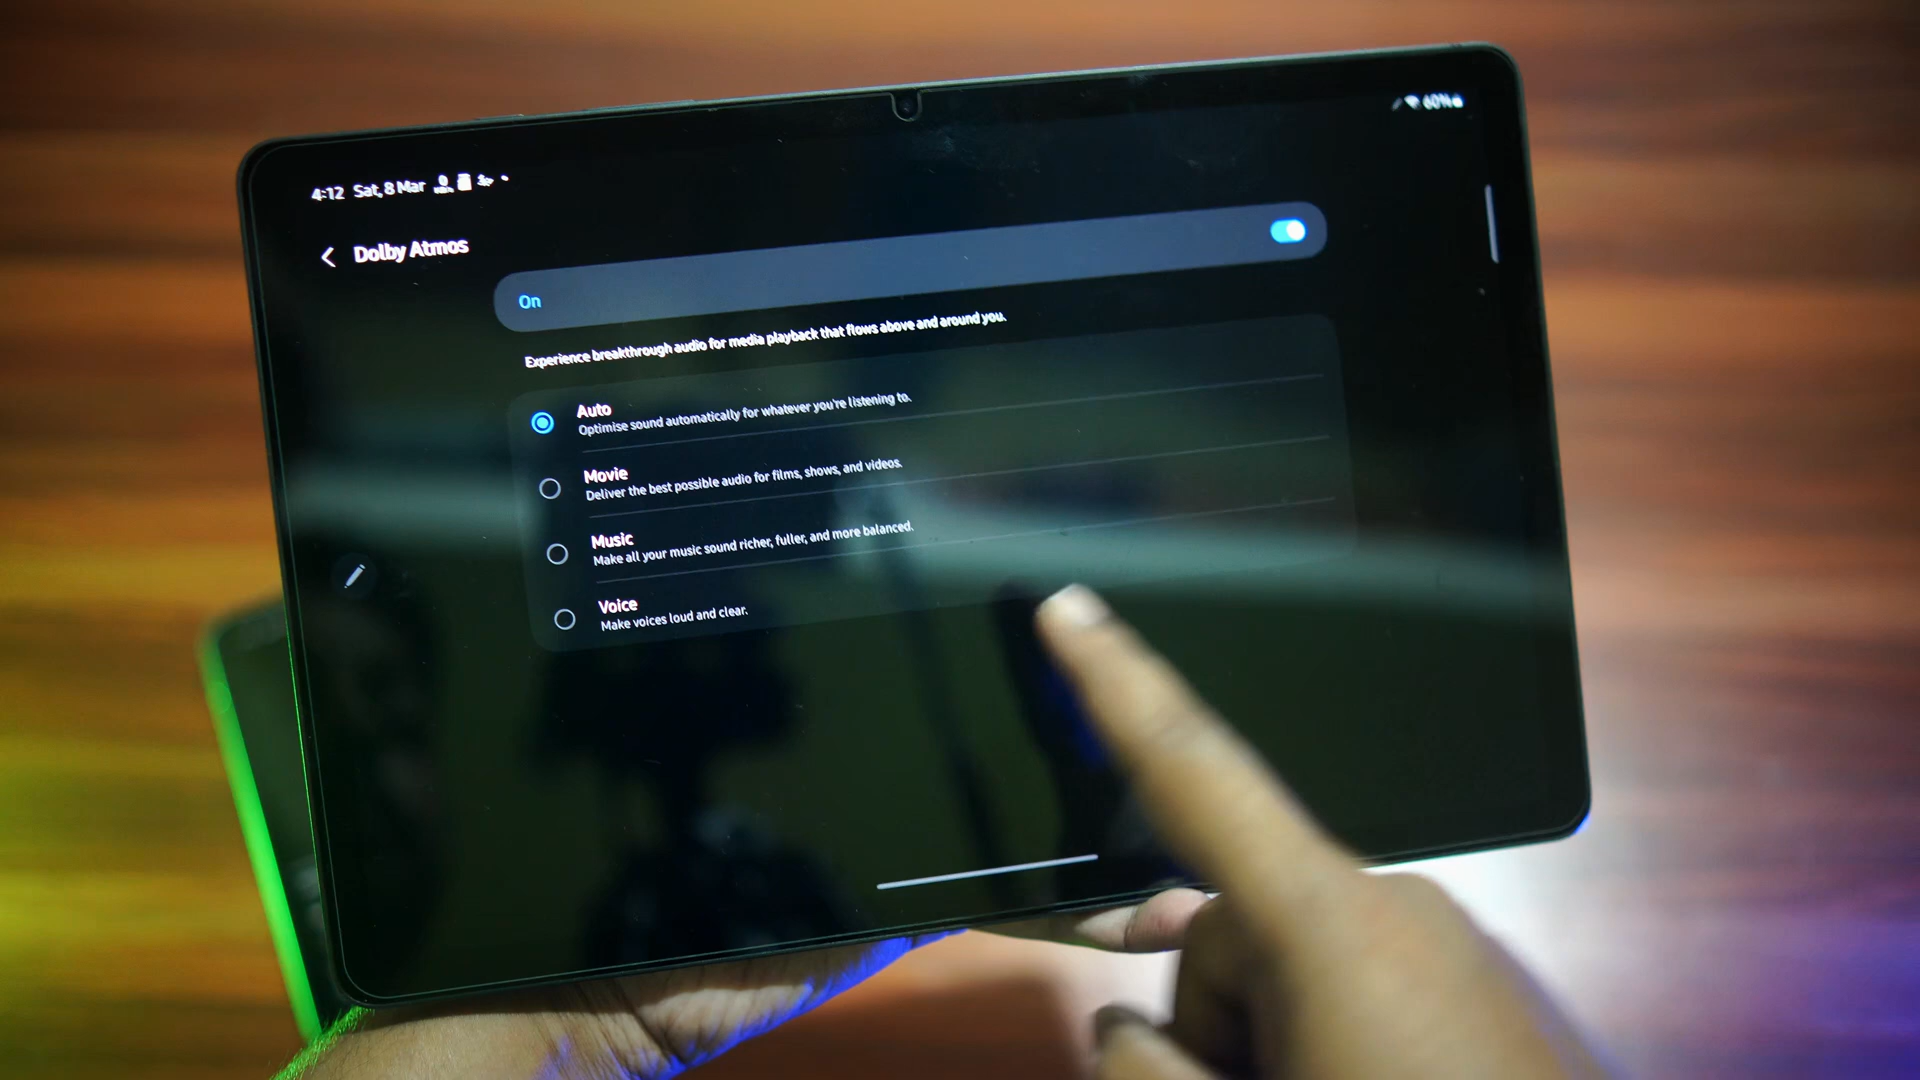 4:12 Sat, 8 Mar
60%
Dolby Atmos
On
Experience breakthrough audio for media playback that flows above and around you.
Auto
Optimise sound automatically for whatever you're listening to.
Movie
Deliver the best possible audio for films, shows, and videos.
Music
Make all your music sound richer, fuller, and more balanced.
Voice
Make voices loud and clear.